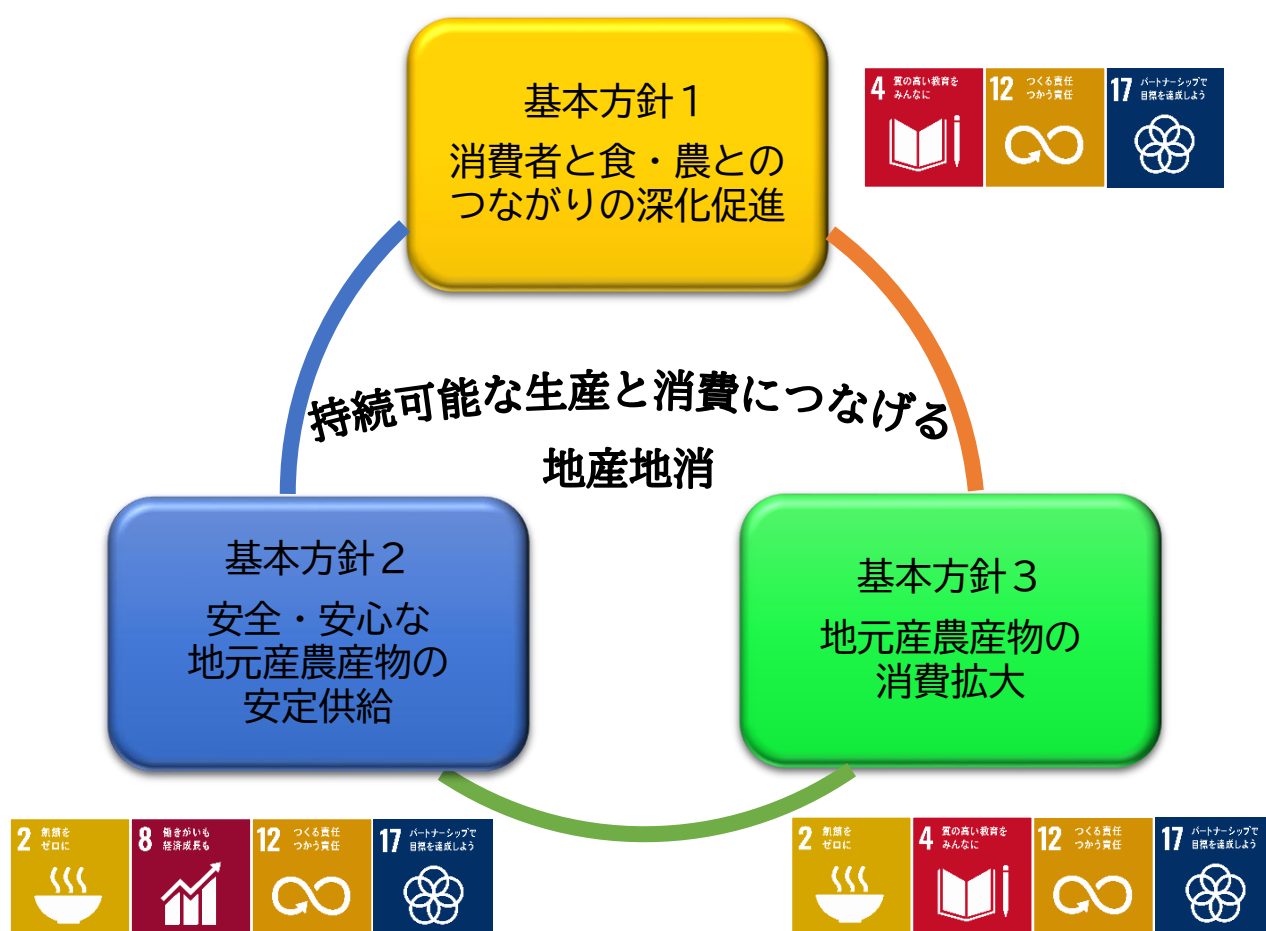 基本方針１
消費者と食・農との
つながりの深化促進
4 質の高い教育を
みんなに
12 つくる責任
つかう責任
17 パートナーシップで
目標を達成しよう
持続可能な生産と消費につなげる
地産地消
基本方針２
安全・安心な
地元産農産物の
安定供給
基本方針３
地元産農産物の
消費拡大
2 飢餓を
ゼロに
8 働きがいも
経済成長も
12 つくる責任
つかう責任
17 パートナーシップで
目標を達成しよう
2 飢餓を
ゼロに
4 質の高い教育を
みんなに
12 つくる責任
つかう責任
17 パートナーシップで
目標を達成しよう